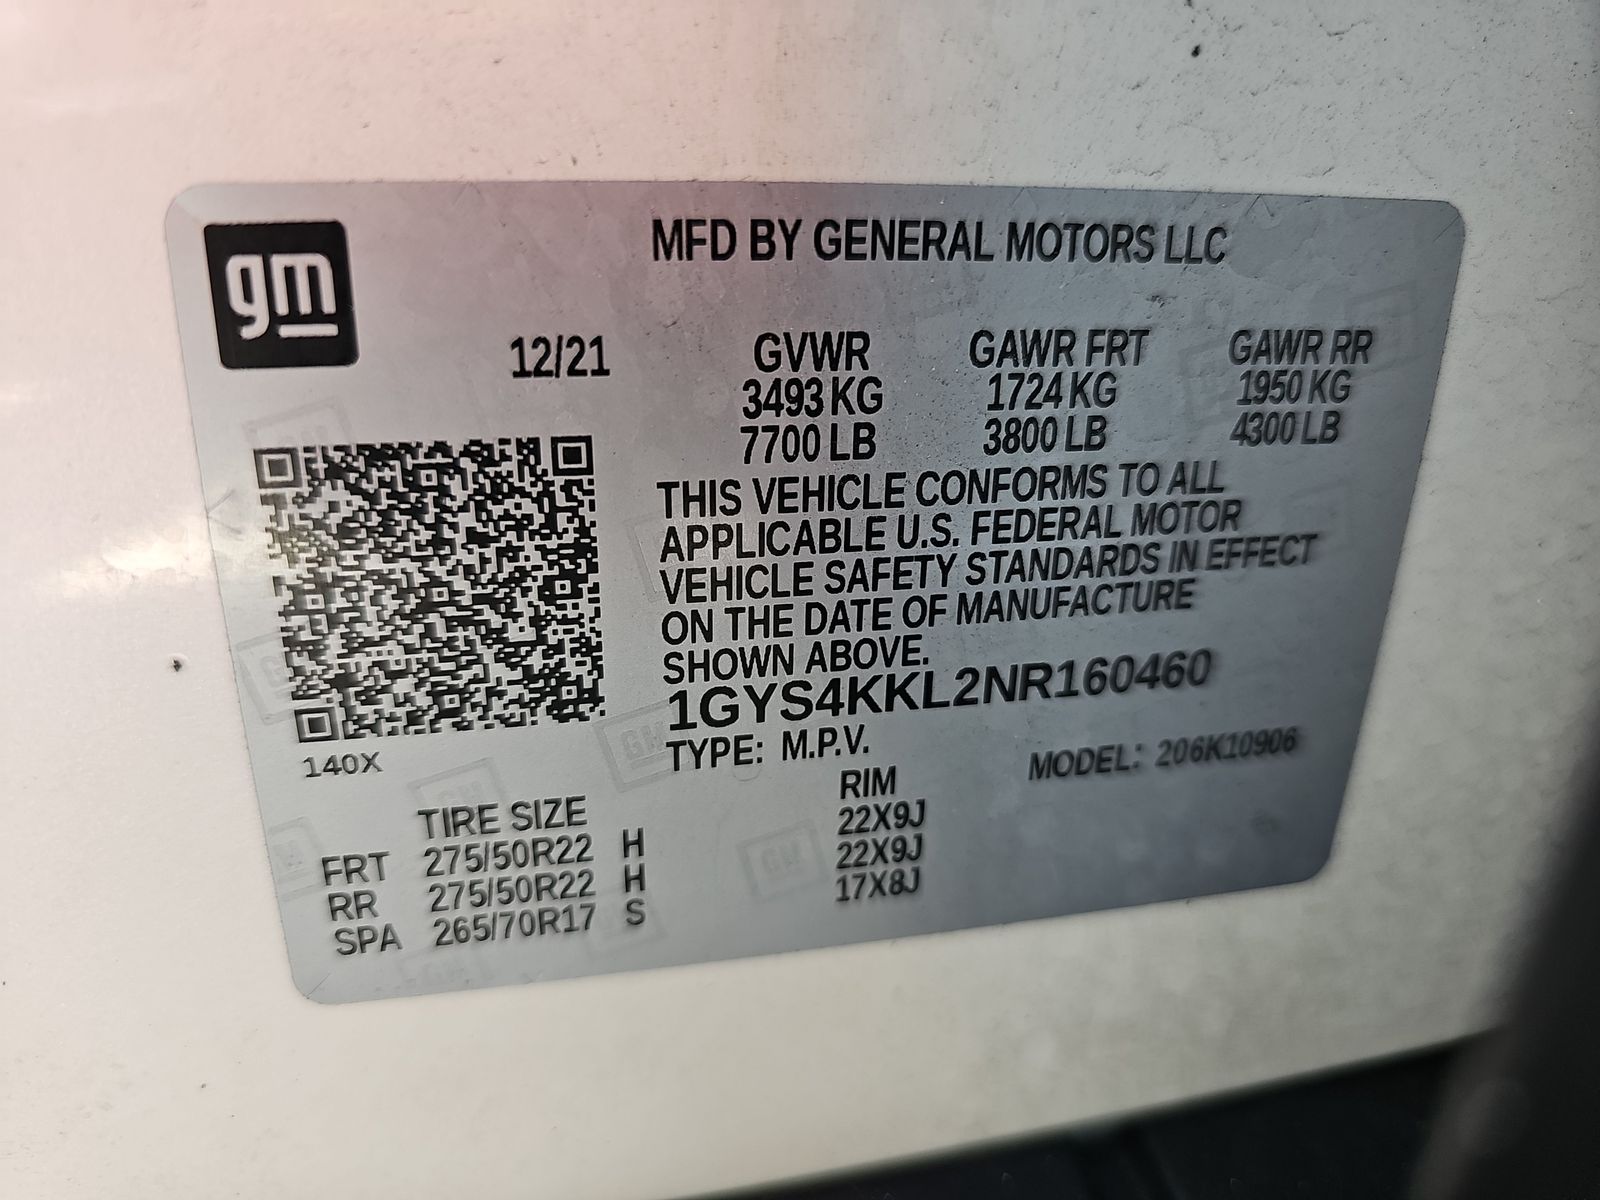 gm
MFD BY GENERAL MOTORS LLC
12/21 GVWR GAWR FRT GAWR RR
3493 KG 1724 KG 1950 KG
7700 LB 3800 LB 4300 LB
THIS VEHICLE CONFORMS TO ALL
APPLICABLE U.S. FEDERAL MOTOR
VEHICLE SAFETY STANDARDS IN EFFECT
ON THE DATE OF MANUFACTURE
SHOWN ABOVE.
1GYS4KKL2NR160460
TYPE: M.P.V. MODEL: 206K10906
140X
TIRE SIZE RIM
FRT 275/50R22 H 22X9J
RR 275/50R22 H 22X9J
SPA 265/70R17 S 17X8J
GM
GM
GM